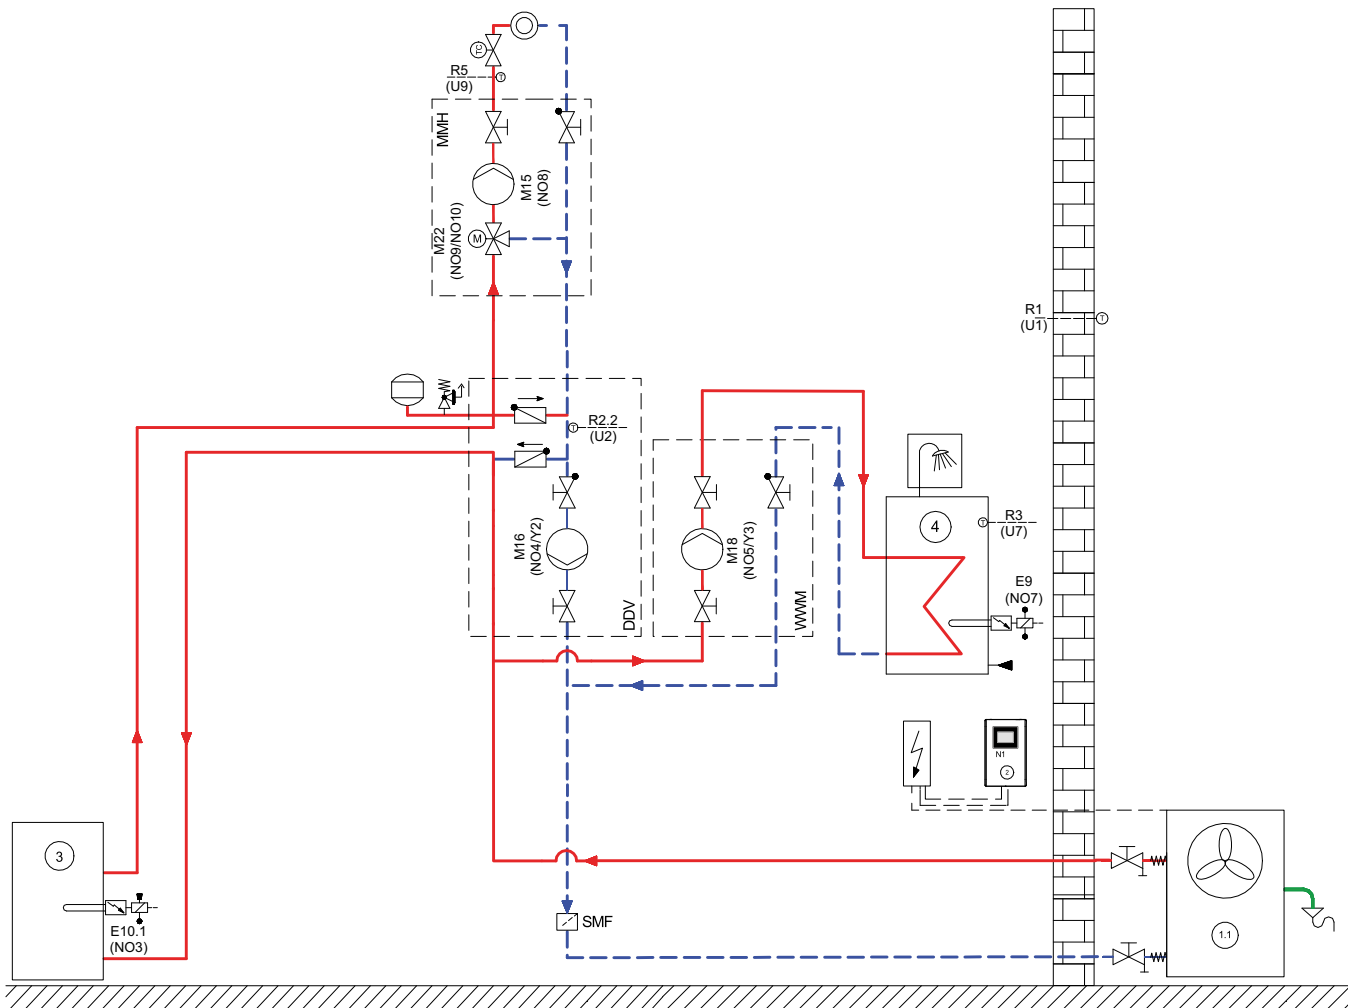 TC
R5
(U9)
T
MMH
M15
(NO8)
M22
(NO9/NO10)
M
R1
(U1)
T
T
R2.2
(U2)
M16
(NO4/Y2)
DDV
M18
(NO5/Y3)
WWM
4
T
R3
(U7)
E9
(NO7)
N1
2
3
E10.1
(NO3)
SMF
1.1